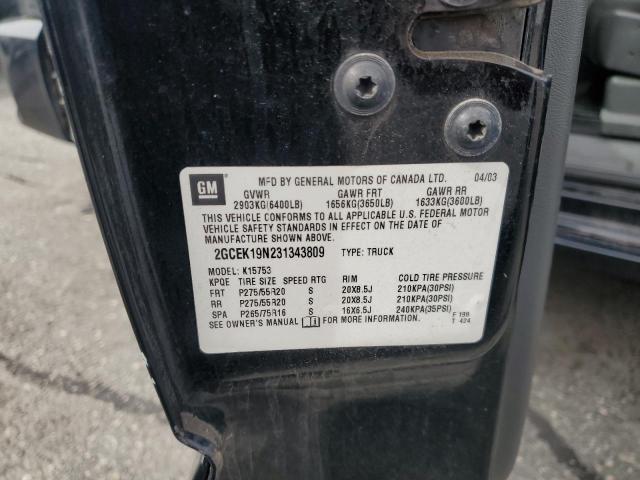 GM
MFD BY GENERAL MOTORS OF CANADA LTD. 04/03
GVWR GAWR FRT GAWR RR
2903KG(6400LB) 1656KG(3650LB) 1633KG(3600LB)
THIS VEHICLE CONFORMS TO ALL APPLICABLE U.S. FEDERAL MOTOR
VEHICLE SAFETY STANDARDS IN EFFECT ON THE DATE OF
MANUFACTURE SHOWN ABOVE.
2GCEK19N231343809 TYPE: TRUCK
MODEL: K15753
KPQE TIRE SIZE SPEED RTG RIM COLD TIRE PRESSURE
FRT P275/55R20 S 20X8.5J 210KPA(30PSI)
RR P275/55R20 S 20X8.5J 210KPA(30PSI)
SPA P265/75R16 S 16X6.5J 240KPA(35PSI)
SEE OWNER'S MANUAL FOR MORE INFORMATION.
F 198
T 424